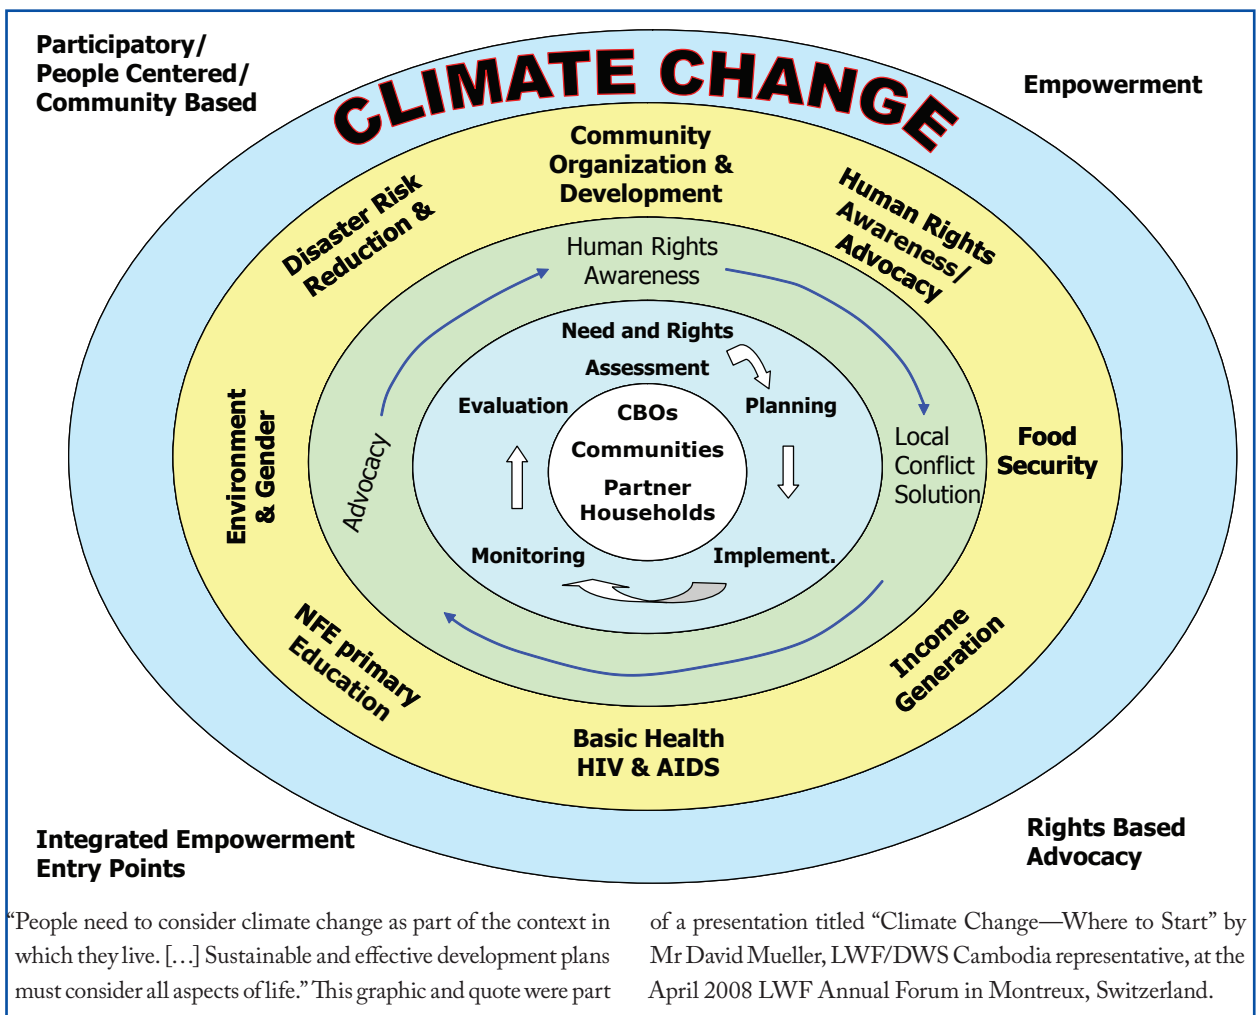 Participatory/
People Centered/
Community Based
Empowerment
CLIMATE CHANGE
Community
Organization &
Development
Disaster Risk
Reduction &
Human Rights
Awareness/
Advocacy
Human Rights
Awareness
Need and Rights
Assessment
Evaluation
Planning
CBOs
Communities
Partner
Households
Environment
& Gender
Advocacy
Local
Conflict
Solution
Food
Security
Monitoring
Implement.
NFE primary
Education
Income
Generation
Basic Health
HIV & AIDS
Integrated Empowerment
Entry Points
Rights Based
Advocacy
“People need to consider climate change as part of the context in
which they live. […] Sustainable and effective development plans
must consider all aspects of life.” This graphic and quote were part
of a presentation titled “Climate Change—Where to Start” by
Mr David Mueller, LWF/DWS Cambodia representative, at the
April 2008 LWF Annual Forum in Montreux, Switzerland.